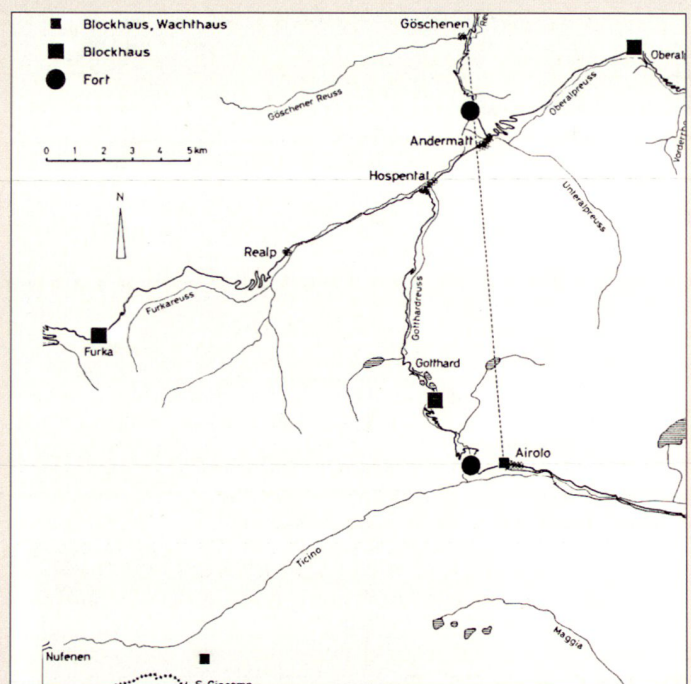 Blockhaus, Wachthaus
Blockhaus
Fort
0 1 2 3 4 5 km
N
Göschenen
Göschener Reuss
Oberalpreuss
Andermatt
Hospental
Unteralpreuss
Realp
Furkareuss
Gotthardreuss
Furka
Gotthard
Airolo
Ticino
Maggia
Nufenen